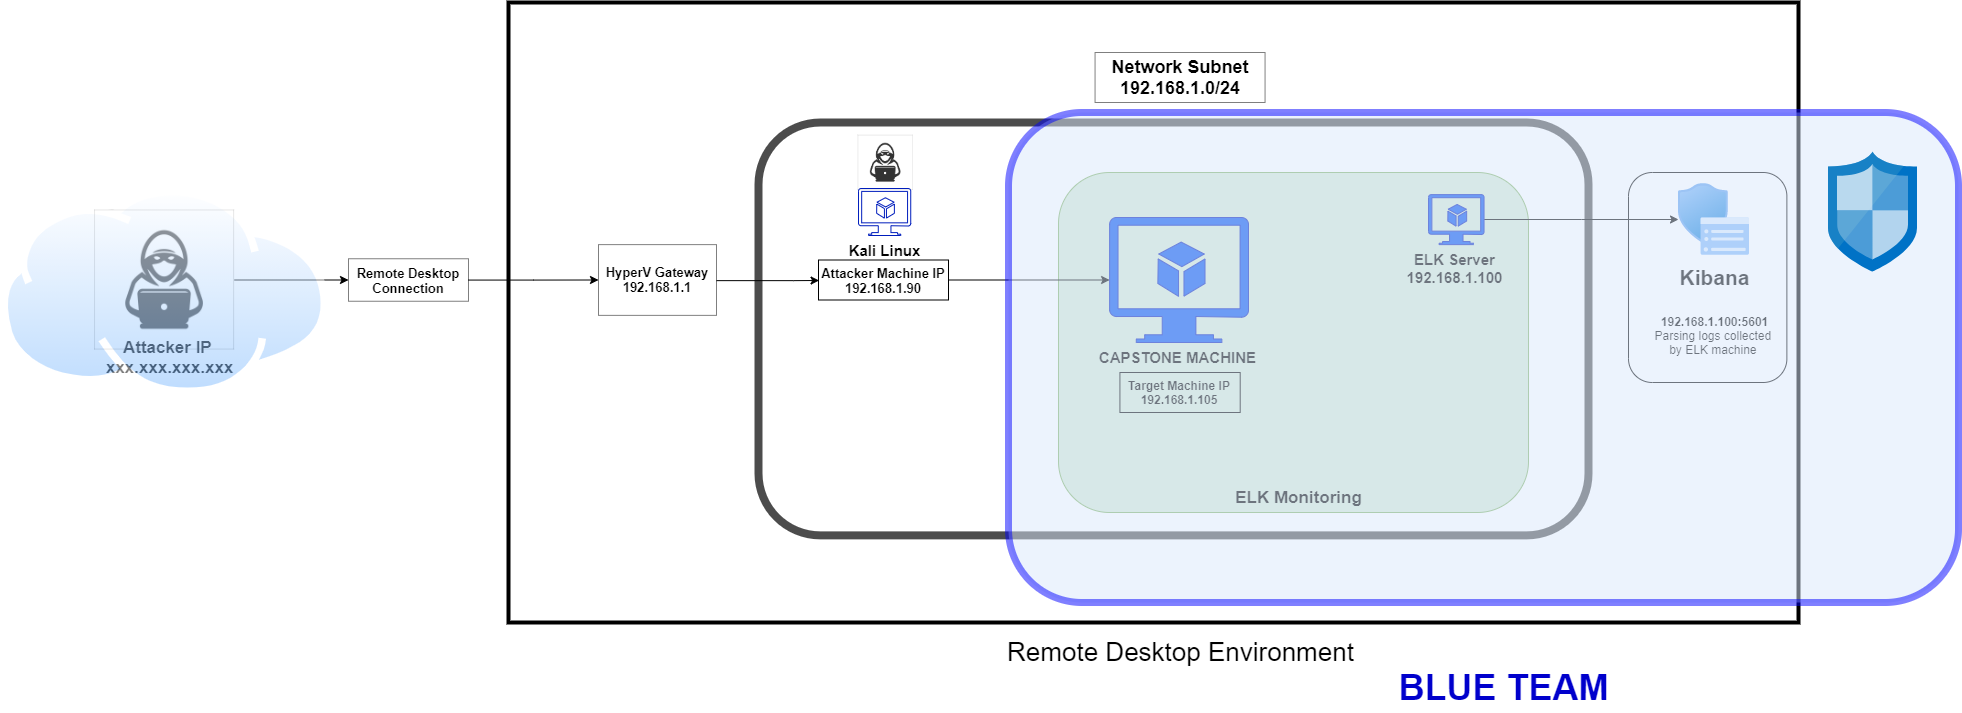 Network Subnet
192.168.1.0/24
Kali Linux
Attacker Machine IP
192.168.1.90
HyperV Gateway
192.168.1.1
Remote Desktop
Connection
Attacker IP
xxx.xxx.xxx.xxx
CAPSTONE MACHINE
Target Machine IP
192.168.1.105
ELK Server
192.168.1.100
Kibana
192.168.1.100:5601
Parsing logs collected
by ELK machine
ELK Monitoring
Remote Desktop Environment
BLUE TEAM